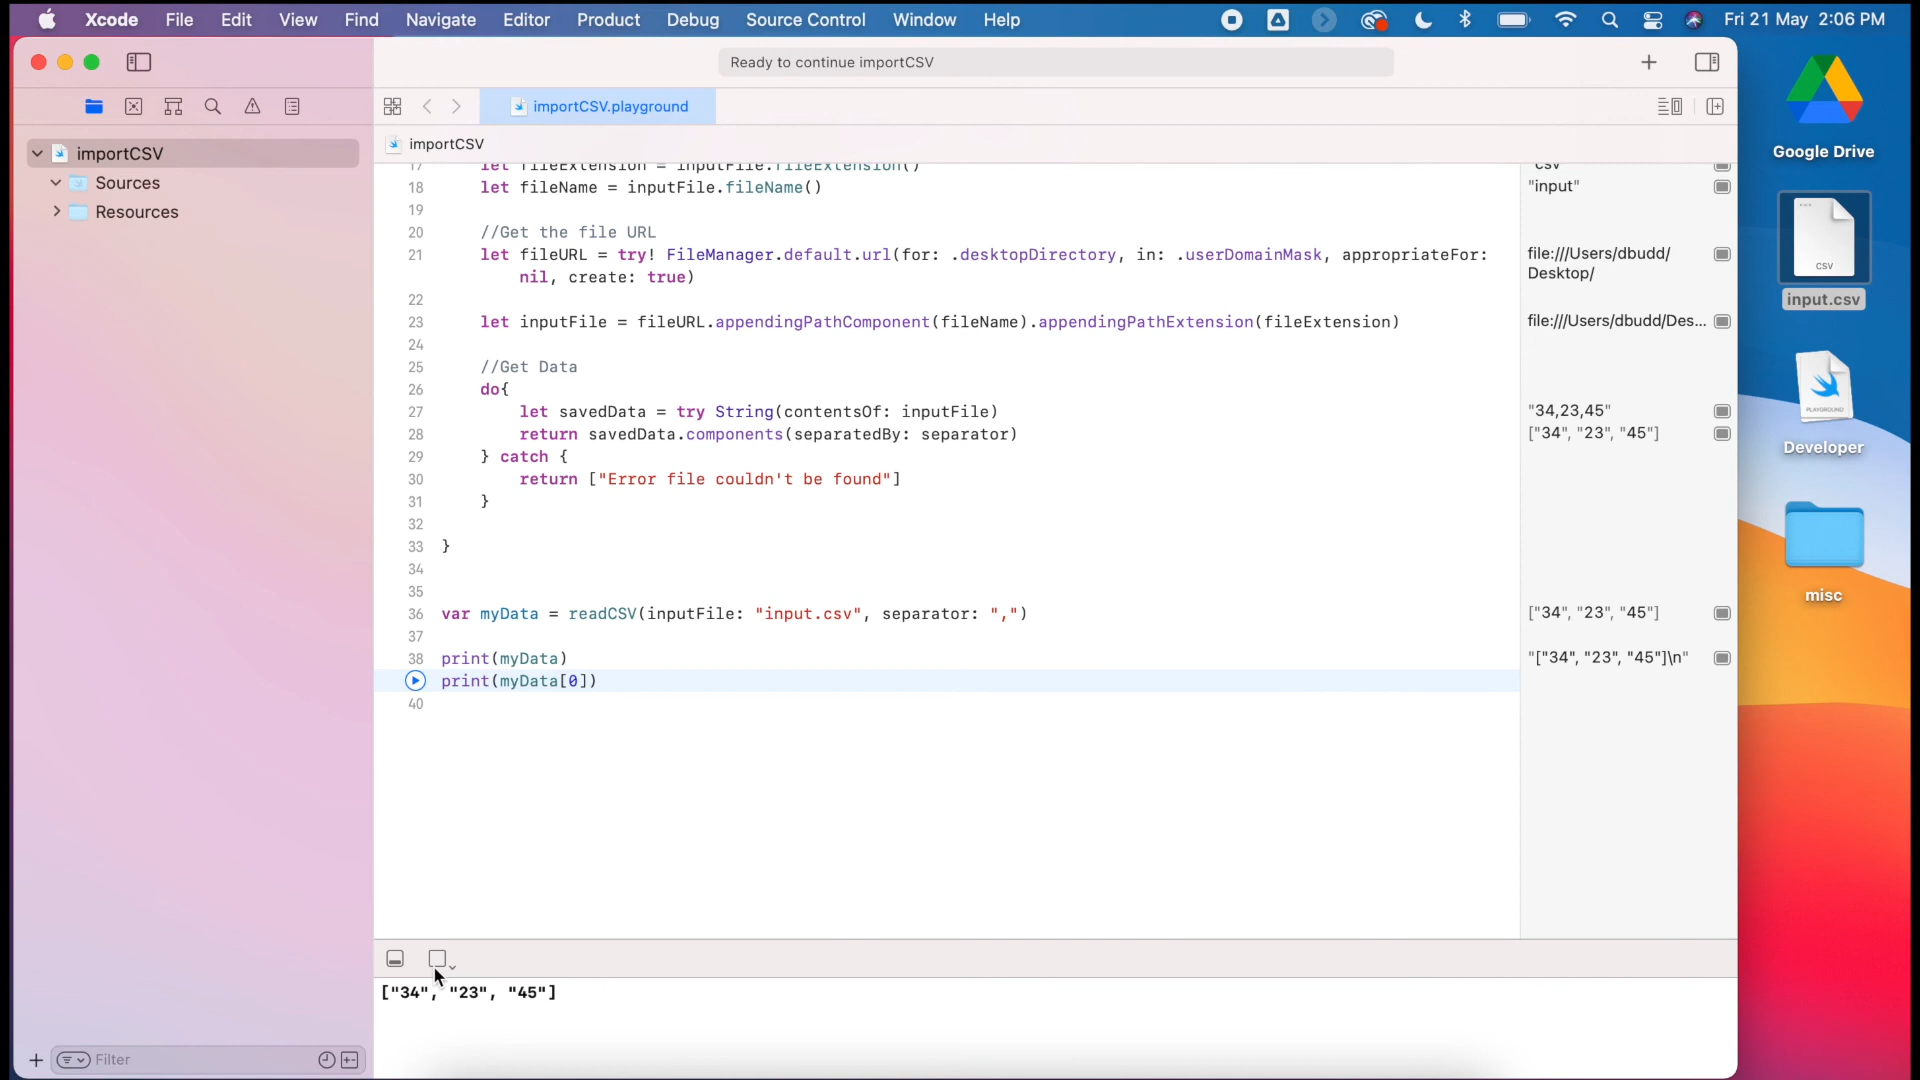 Xcode File Edit View Find Navigate Editor Product Debug Source Control Window Help Fri 21 May 2:06 PM
Ready to continue importCSV
importCSV.playground
importCSV
importCSV
Sources
Resources
17 let fileExtension = inputFile.fileExtension()
18 let fileName = inputFile.fileName() "input"
19
20 //Get the file URL
21 let fileURL = try! FileManager.default.url(for: .desktopDirectory, in: .userDomainMask, appropriateFor: file:///Users/dbudd/
nil, create: true) Desktop/
22
23 let inputFile = fileURL.appendingPathComponent(fileName).appendingPathExtension(fileExtension) file:///Users/dbudd/Des...
24
25 //Get Data
26 do{
27 let savedData = try String(contentsOf: inputFile) "34,23,45"
28 return savedData.components(separatedBy: separator) ["34", "23", "45"]
29 } catch {
30 return ["Error file couldn't be found"]
31 }
32
33 }
34
35
36 var myData = readCSV(inputFile: "input.csv", separator: ",") ["34", "23", "45"]
37
38 print(myData) "["34", "23", "45"]\n"
print(myData[0])
40
["34", "23", "45"]
Filter
Google Drive
CSV
input.csv
PLAYGROUND
Developer
misc